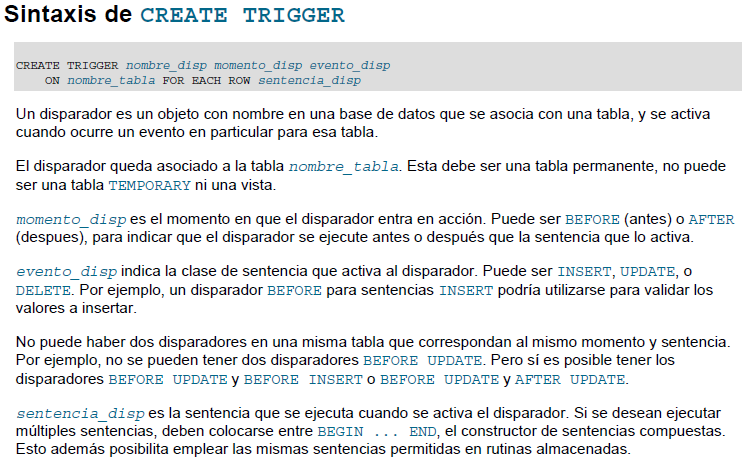 Sintaxis de CREATE TRIGGER
CREATE TRIGGER nombre_disp momento_disp evento_disp
ON nombre_tabla FOR EACH ROW sentencia_disp
Un disparador es un objeto con nombre en una base de datos que se asocia con una tabla, y se activa
cuando ocurre un evento en particular para esa tabla.
El disparador queda asociado a la tabla nombre_tabla. Esta debe ser una tabla permanente, no puede
ser una tabla TEMPORARY ni una vista.
momento_disp es el momento en que el disparador entra en acción. Puede ser BEFORE (antes) o AFTER
(despues), para indicar que el disparador se ejecute antes o después que la sentencia que lo activa.
evento_disp indica la clase de sentencia que activa al disparador. Puede ser INSERT, UPDATE, o
DELETE. Por ejemplo, un disparador BEFORE para sentencias INSERT podría utilizarse para validar los
valores a insertar.
No puede haber dos disparadores en una misma tabla que correspondan al mismo momento y sentencia.
Por ejemplo, no se pueden tener dos disparadores BEFORE UPDATE. Pero sí es posible tener los
disparadores BEFORE UPDATE y BEFORE INSERT o BEFORE UPDATE y AFTER UPDATE.
sentencia_disp es la sentencia que se ejecuta cuando se activa el disparador. Si se desean ejecutar
múltiples sentencias, deben colocarse entre BEGIN ... END, el constructor de sentencias compuestas.
Esto además posibilita emplear las mismas sentencias permitidas en rutinas almacenadas.